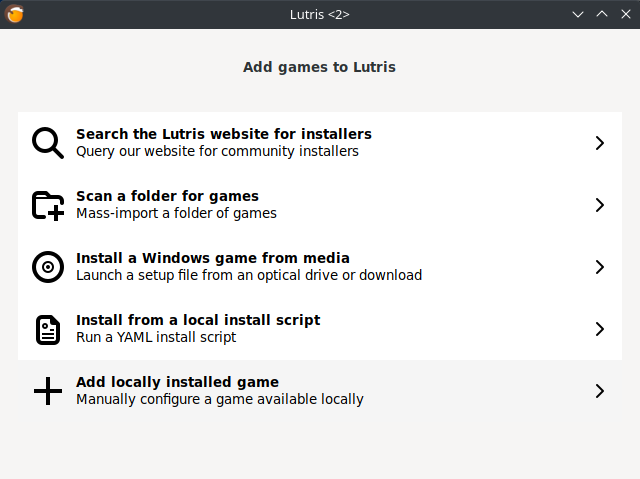 Lutris <2>
Add games to Lutris
Search the Lutris website for installers
Query our website for community installers
Scan a folder for games
Mass-import a folder of games
Install a Windows game from media
Launch a setup file from an optical drive or download
Install from a local install script
Run a YAML install script
Add locally installed game
Manually configure a game available locally